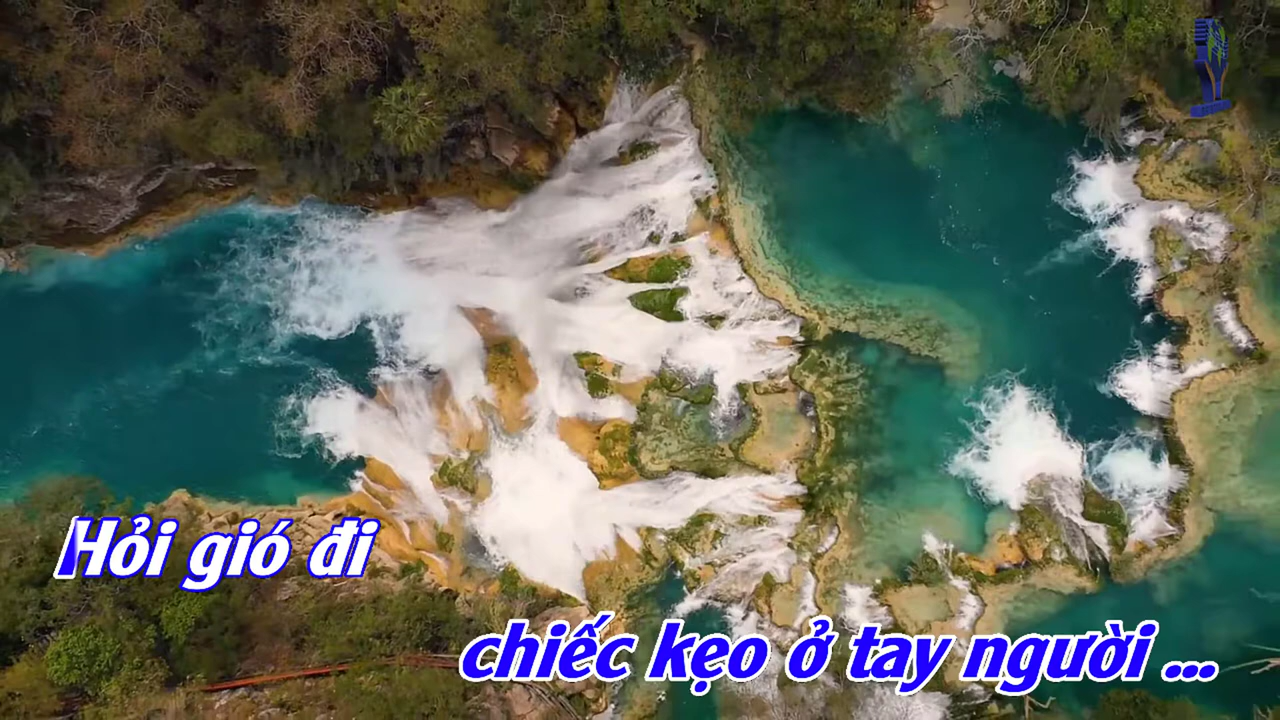 Hỏi gió đi
chiếc kẹo ở tay người ...